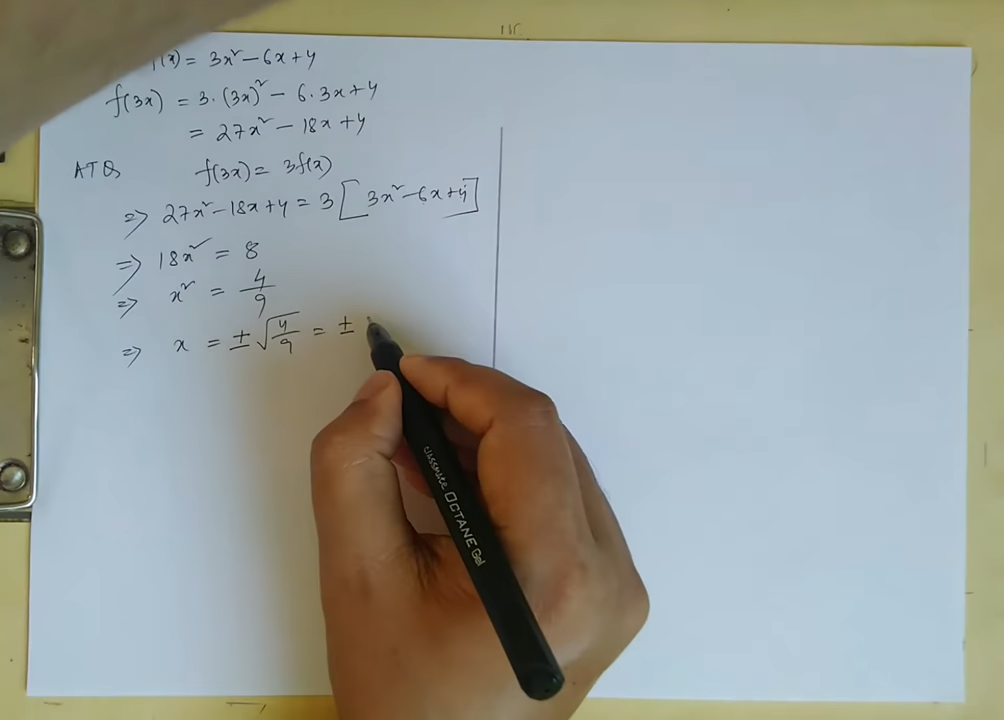 f(x) = 3x² - 6x + 4
f(3x) = 3·(3x)² - 6·3x + 4
= 27x² - 18x + 4
ATQ f(3x) = 3f(x)
=> 27x² - 18x + 4 = 3 [3x² - 6x + 4]
=> 18x² = 8
=> x² = 4/9
=> x = ± √4/9 = ±
classmate OCTANE Gel